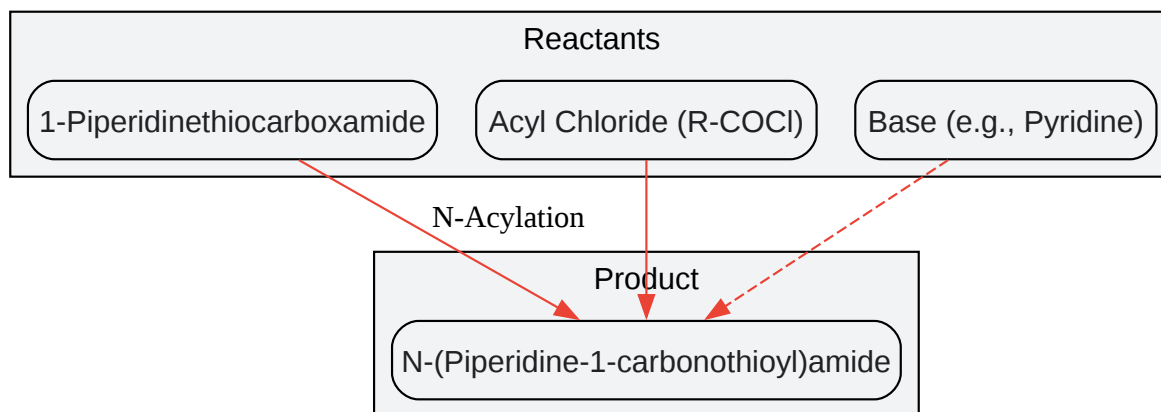 Reactants
1-Piperidinethiocarboxamide
Acyl Chloride (R-COCl)
Base (e.g., Pyridine)
N-Acylation
Product
N-(Piperidine-1-carbonothioyl)amide